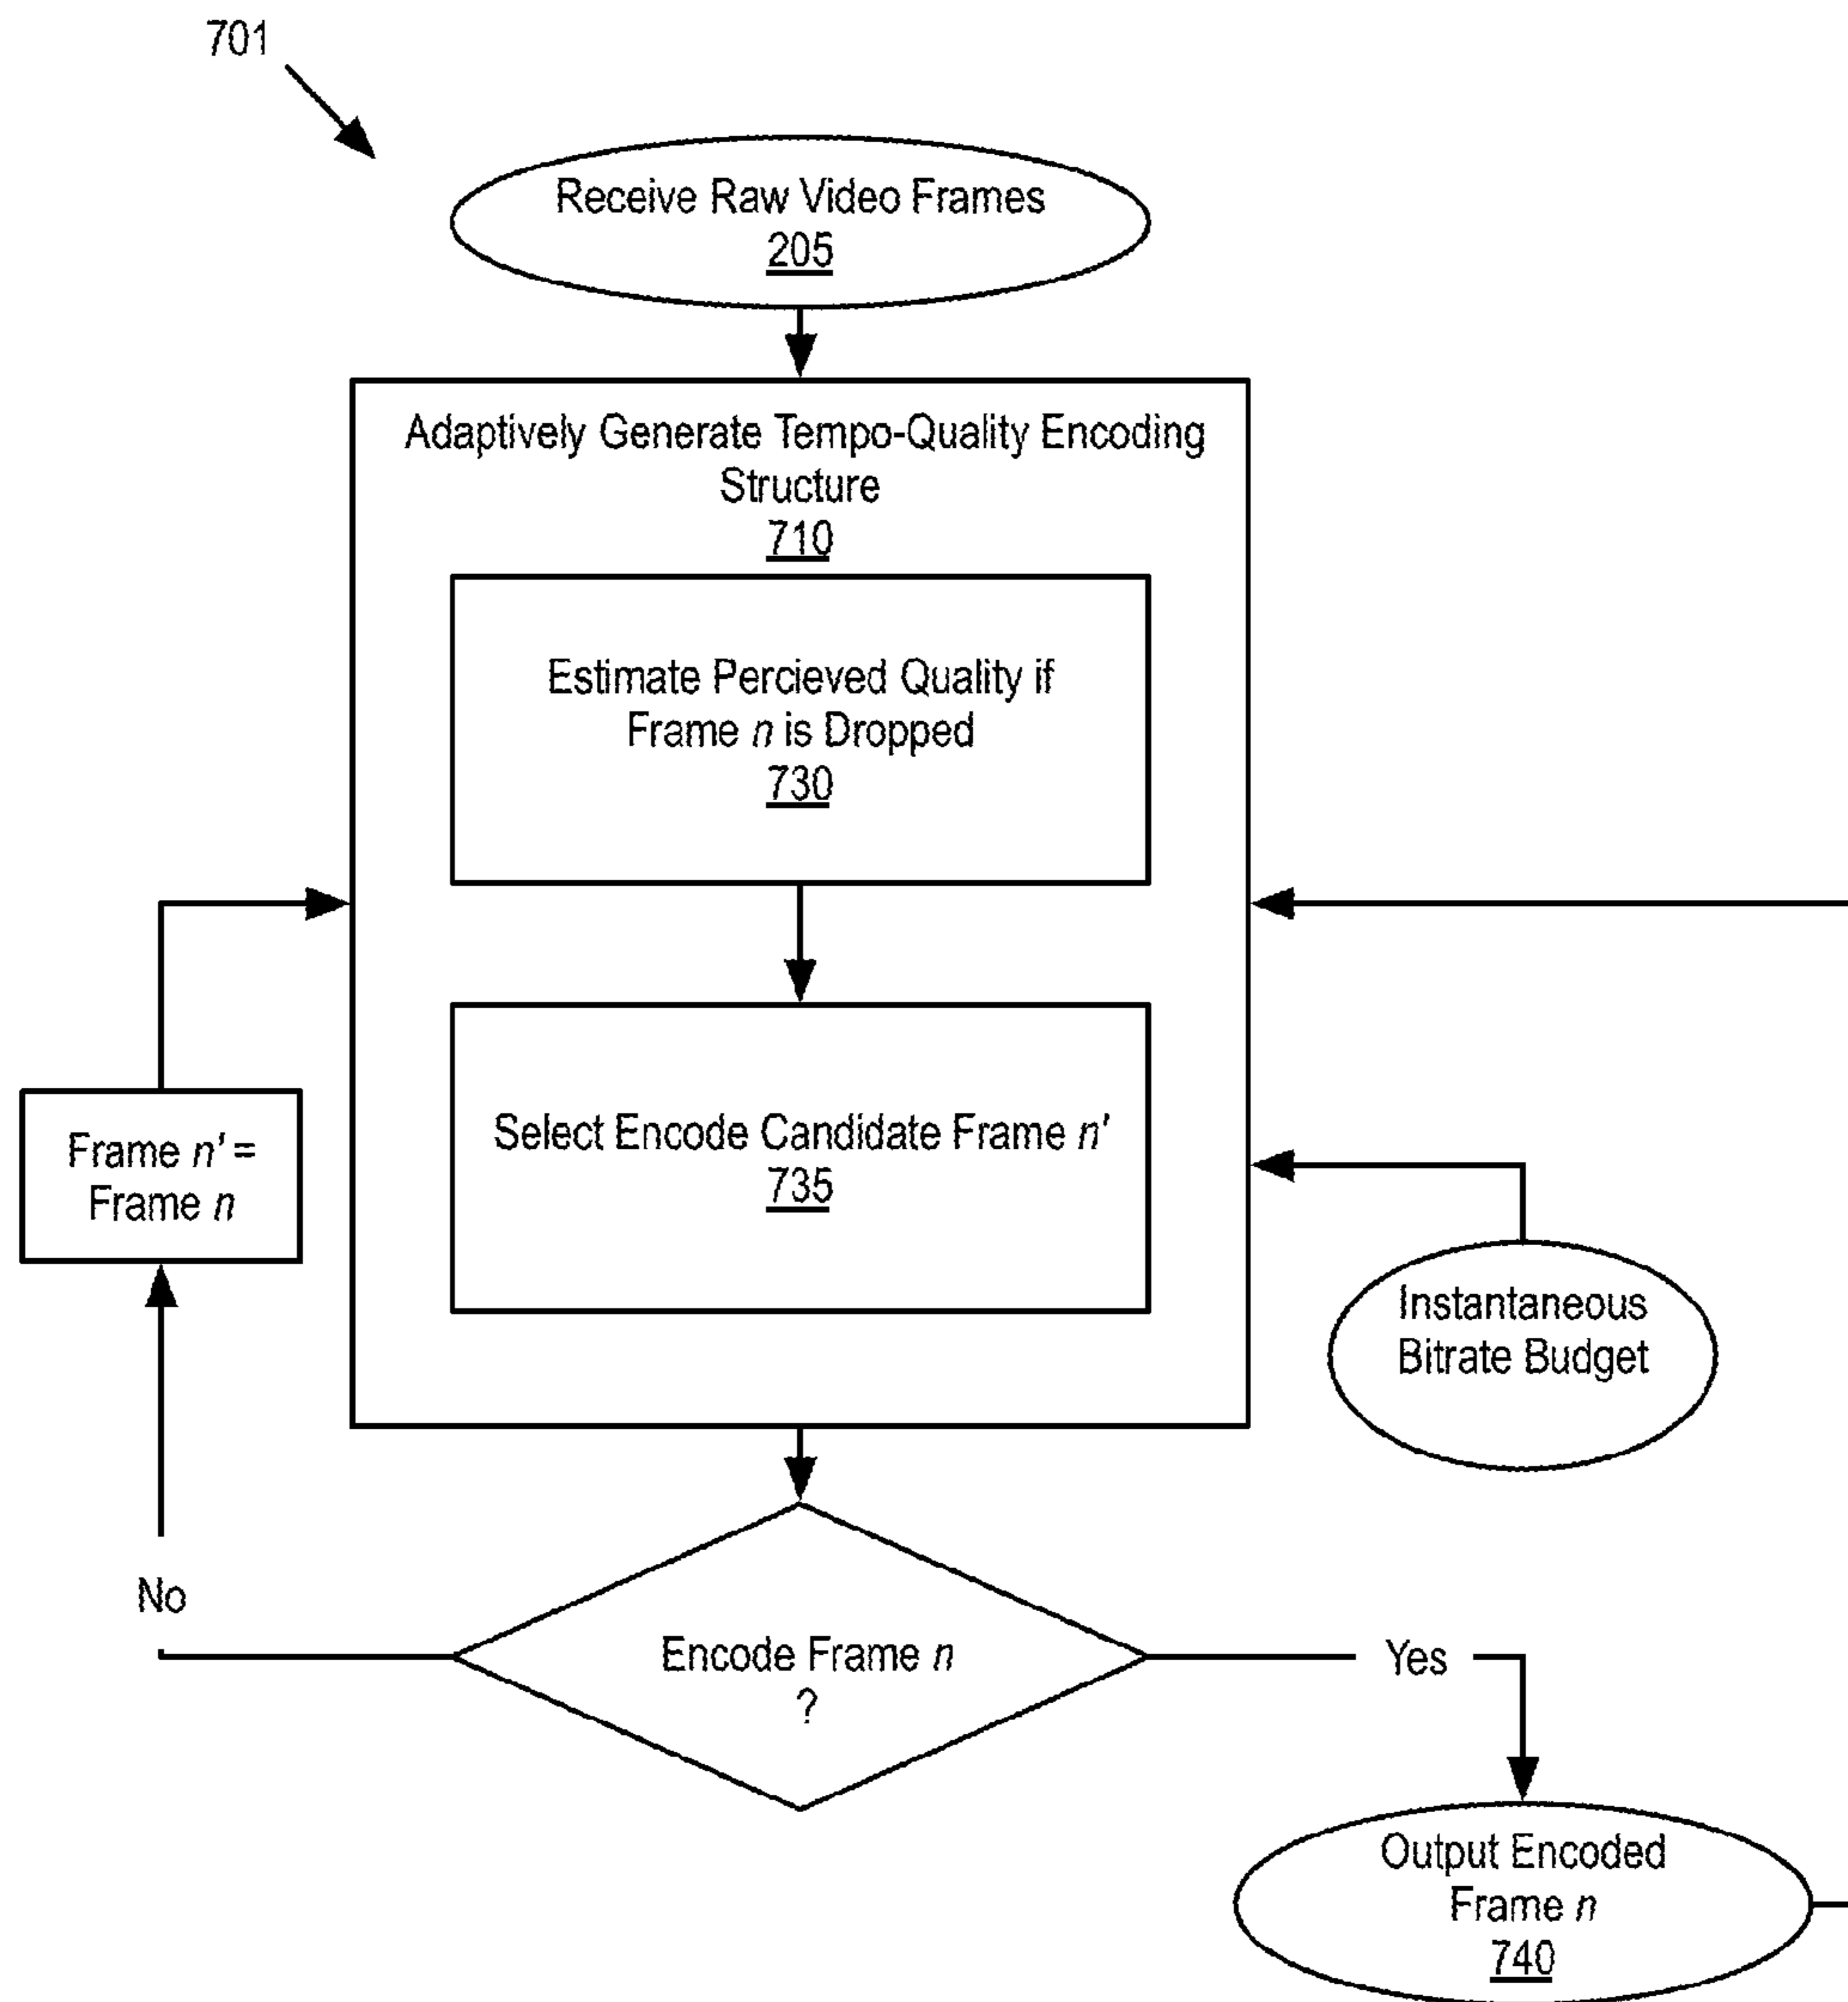 701
Receive Raw Video Frames
205
Adaptively Generate Tempo-Quality Encoding
Structure
710
Estimate Percieved Quality if
Frame n is Dropped
730
Select Encode Candidate Frame n'
735
Frame n' =
Frame n
Instantaneous
Bitrate Budget
No
Encode Frame n
?
Yes
Output Encoded
Frame n
740